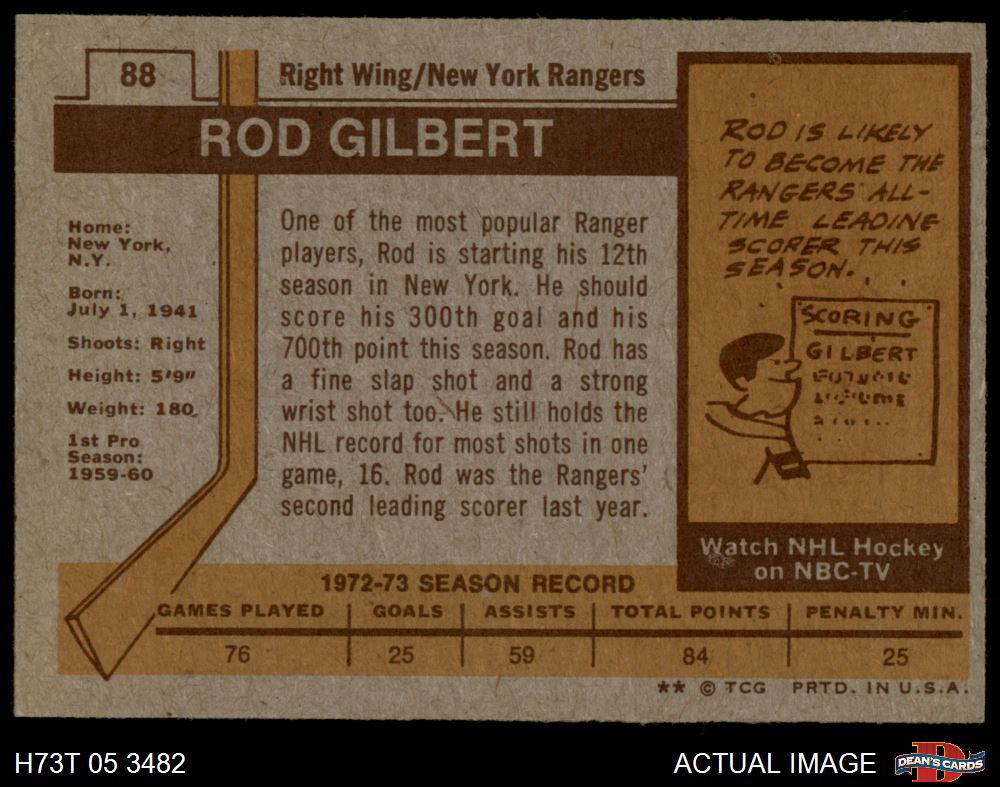 88
Right Wing/New York Rangers
ROD GILBERT
Home:
New York,
N.Y.
Born:
July 1, 1941
Shoots: Right
Height: 5'9"
Weight: 180
1st Pro
Season:
1959-60
One of the most popular Ranger
players, Rod is starting his 12th
season in New York. He should
score his 300th goal and his
700th point this season. Rod has
a fine slap shot and a strong
wrist shot too. He still holds the
NHL record for most shots in one
game, 16. Rod was the Rangers'
second leading scorer last year.
ROD IS LIKELY
TO BECOME THE
RANGERS' ALL-
TIME LEADING
SCORER THIS
SEASON.
SCORING
GILBERT
Watch NHL Hockey
on NBC-TV
1972-73 SEASON RECORD
GAMES PLAYED GOALS ASSISTS TOTAL POINTS PENALTY MIN.
76 25 59 84 25
** © TCG PRTD. IN U.S.A.
H73T 05 3482
ACTUAL IMAGE
DEAN'S CARDS